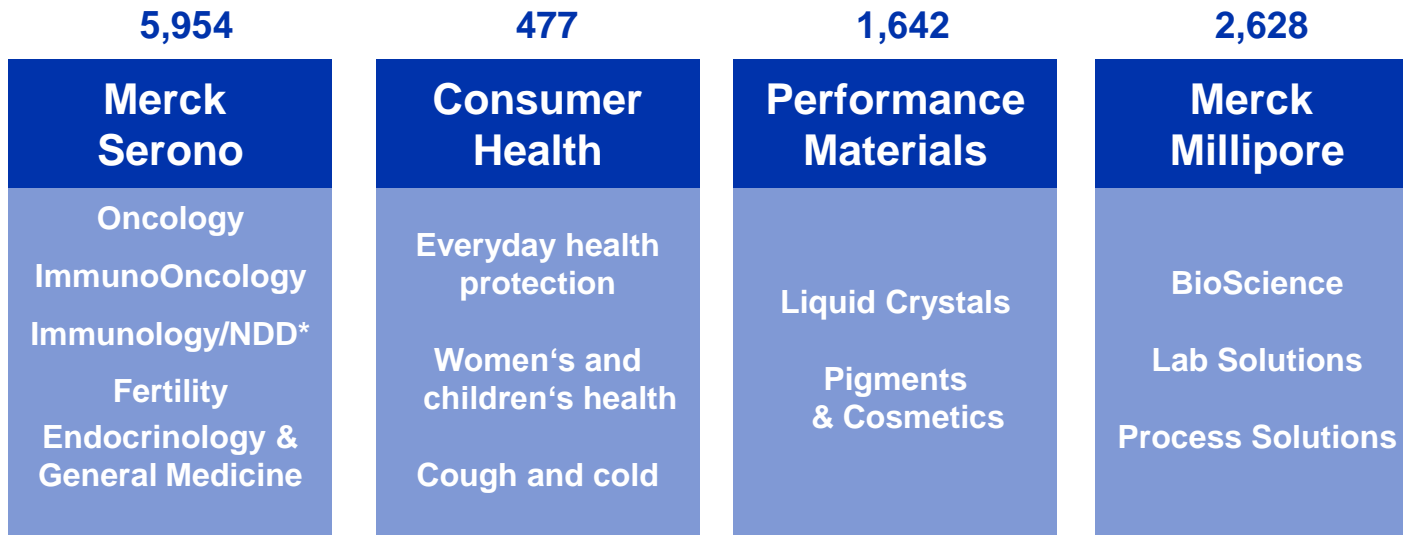 5,954
Merck
Serono
Oncology
ImmunoOncology
Immunology/NDD*
Fertility
Endocrinology &
General Medicine
477
Consumer
Health
Everyday health
protection
Women‘s and
children‘s health
Cough and cold
1,642
Performance
Materials
Liquid Crystals
Pigments
& Cosmetics
2,628
Merck
Millipore
BioScience
Lab Solutions
Process Solutions